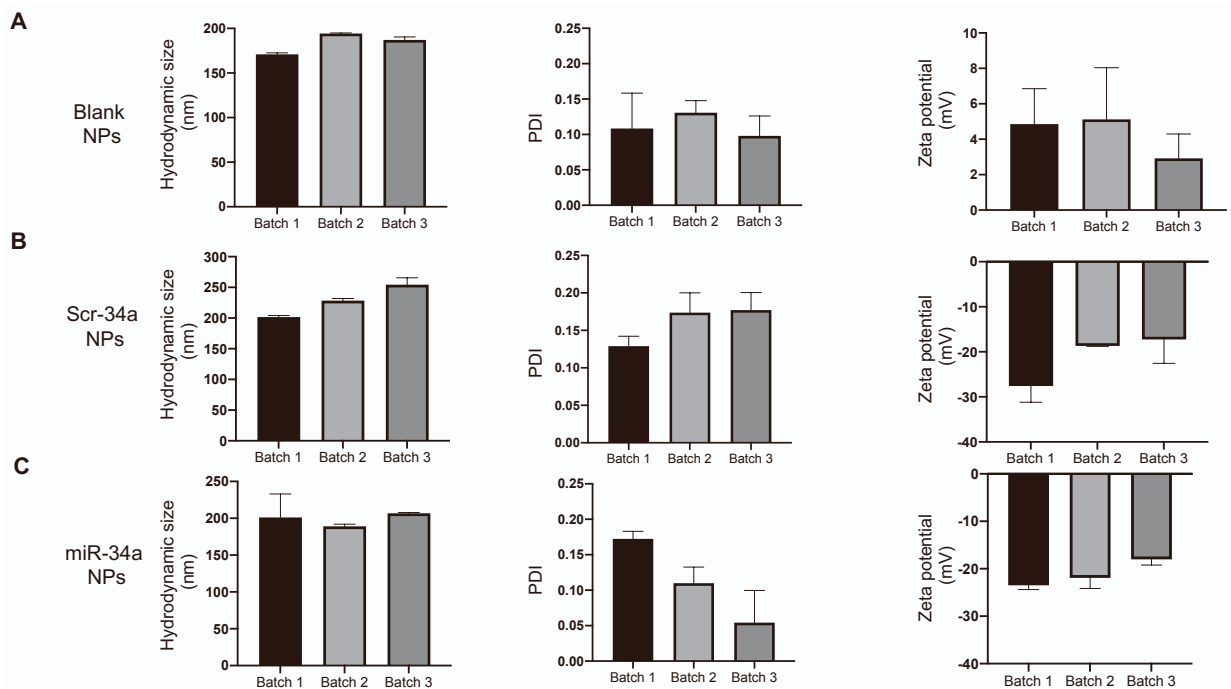 A
Blank
NPs
Hydrodynamic size
(nm)
200
150
100
50
0
Batch 1 Batch 2 Batch 3
PDI
0.25
0.20
0.15
0.10
0.05
0.00
Batch 1 Batch 2 Batch 3
Zeta potential
(mV)
10
8
6
4
2
0
Batch 1 Batch 2 Batch 3
B
Scr-34a
NPs
Hydrodynamic size
(nm)
300
250
200
150
100
50
0
Batch 1 Batch 2 Batch 3
PDI
0.25
0.20
0.15
0.10
0.05
0.00
Batch 1 Batch 2 Batch 3
Zeta potential
(mV)
0
-10
-20
-30
-40
Batch 1 Batch 2 Batch 3
C
miR-34a
NPs
Hydrodynamic size
(nm)
250
200
150
100
50
0
Batch 1 Batch 2 Batch 3
PDI
0.25
0.20
0.15
0.10
0.05
0.00
Batch 1 Batch 2 Batch 3
Zeta potential
(mV)
0
-10
-20
-30
-40
Batch 1 Batch 2 Batch 3